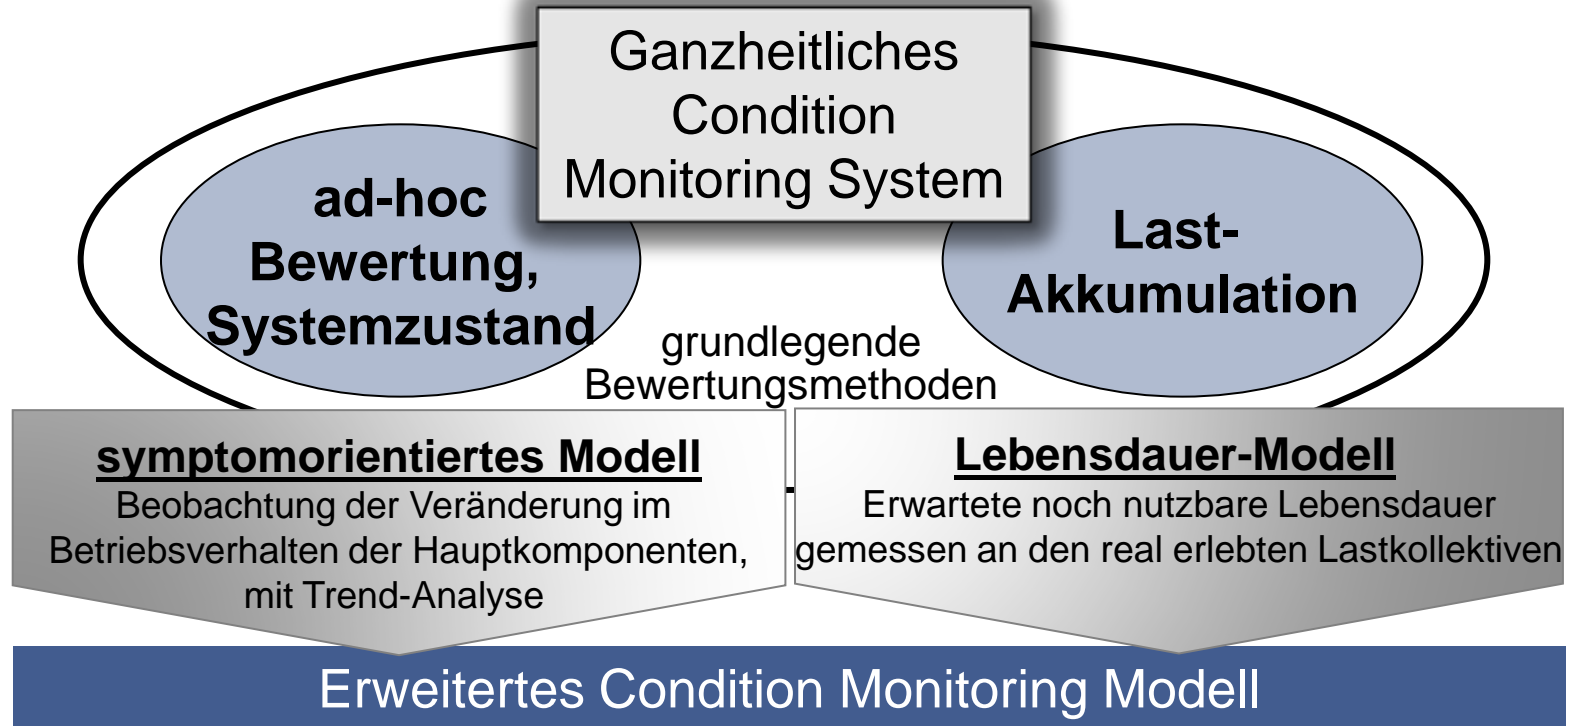 Ganzheitliches
Condition
Monitoring System
ad-hoc
Bewertung,
Systemzustand
Last-
Akkumulation
grundlegende
Bewertungsmethoden
symptomorientiertes Modell
Beobachtung der Veränderung im
Betriebsverhalten der Hauptkomponenten,
mit Trend-Analyse
Lebensdauer-Modell
Erwartete noch nutzbare Lebensdauer
gemessen an den real erlebten Lastkollektiven
Erweitertes Condition Monitoring Modell